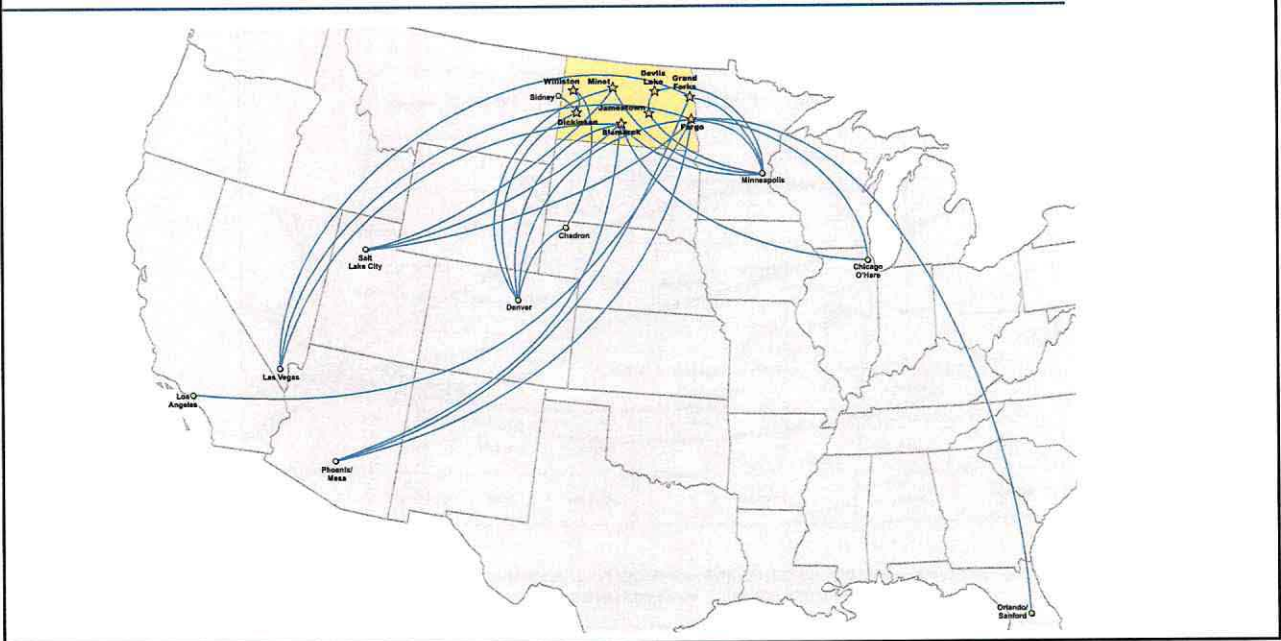 Devils
Lake
Grand
Forks
Williston
Minot
Sidney
Jamestown
Dickinson
Bismarck
Fargo
Minneapolis
Chadron
Salt
Lake City
Chicago
O'Hare
Denver
Las Vegas
Los
Angeles
Phoenix/
Mesa
Orlando/
Sanford